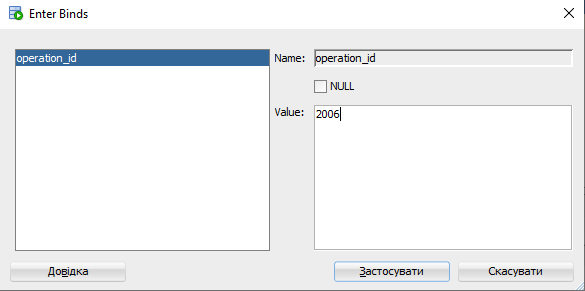 Enter Binds
operation_id
Name:
operation_id
NULL
Value:
2006
Довідка
Застосувати
Скасувати